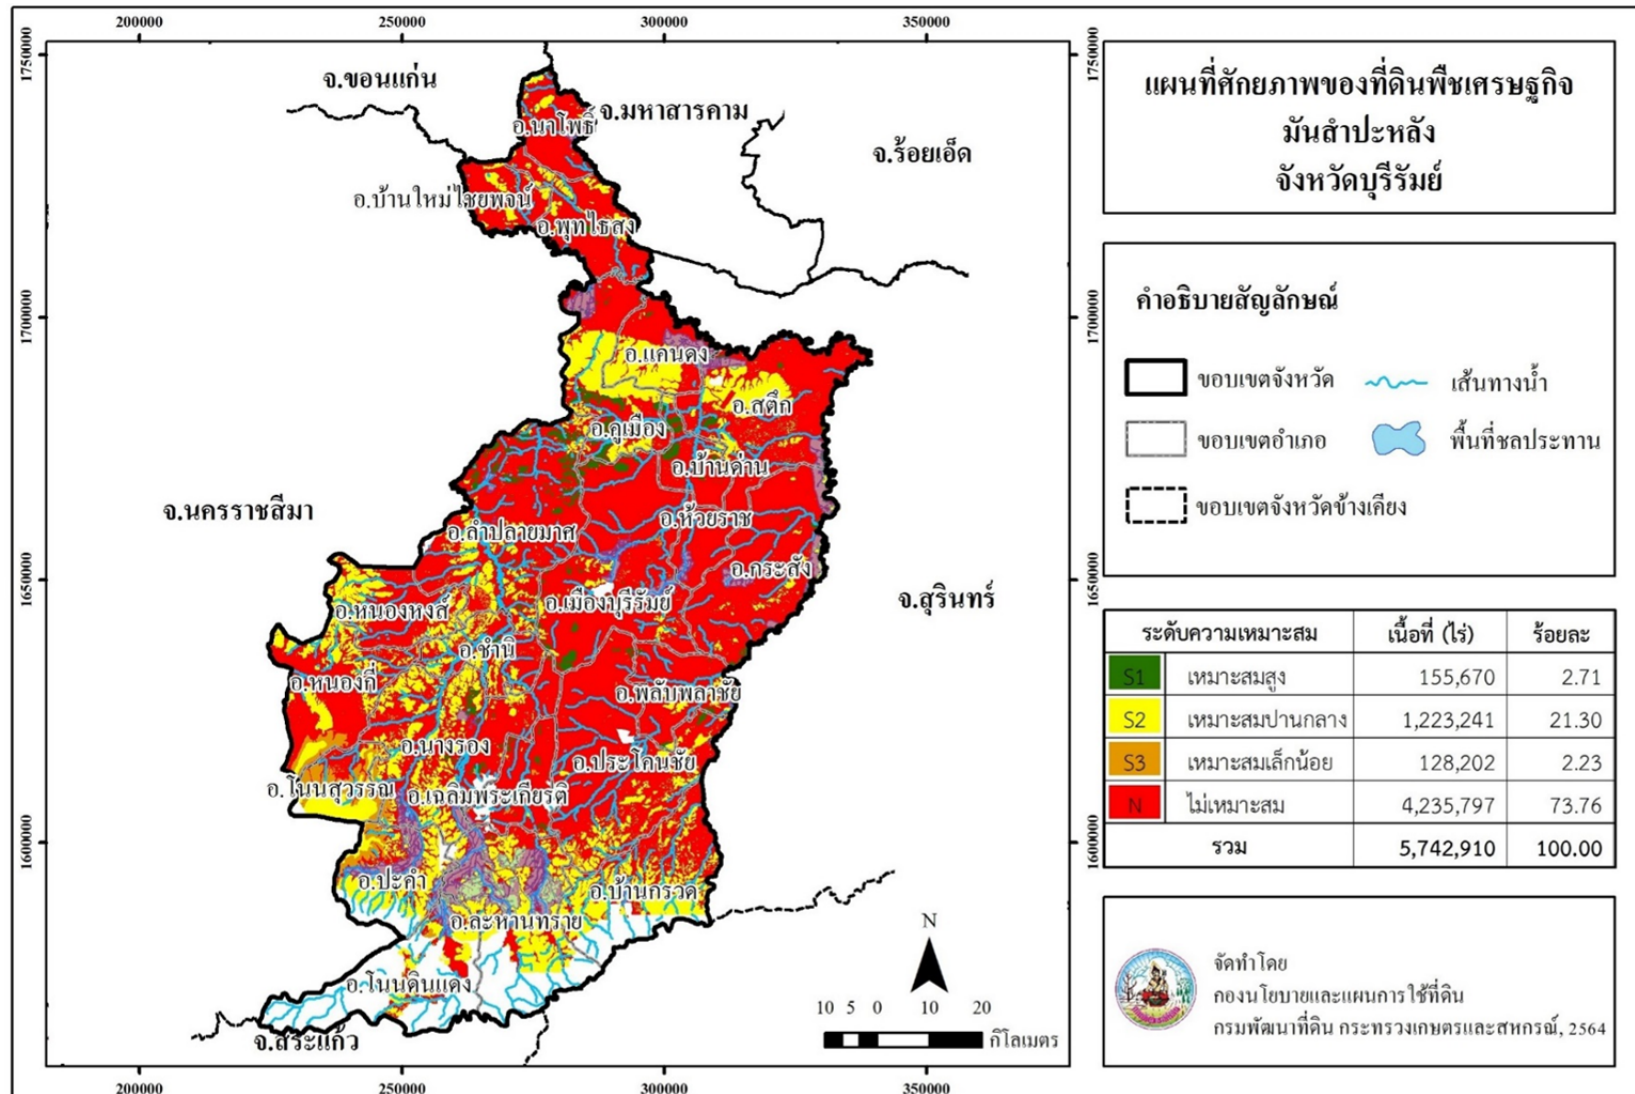 200000 250000 300000 350000
1750000 1750000
1700000 1700000
1650000 1650000
1600000 1600000
จ.ขอนแก่น
จ.มหาสารคาม
จ.ร้อยเอ็ด
อ.นาโพธิ์
อ.บ้านใหม่ไชยพจน์
อ.พุทไธสง
อ.แคนดง
อ.สตึก
อ.คูเมือง
อ.บ้านด่าน
จ.นครราชสีมา
อ.ห้วยราช
อ.ลำปลายมาศ
อ.กระสัง
อ.เมืองบุรีรัมย์
จ.สุรินทร์
อ.หนองหงส์
อ.ชำนิ
อ.หนองกี่
อ.พลับพลาชัย
อ.นางรอง
อ.ประโคนชัย
อ.โนนสุวรรณ
อ.เฉลิมพระเกียรติ
อ.ปะคำ
อ.บ้านกรวด
อ.ละหานทราย
อ.โนนดินแดง
จ.สระแก้ว
N
10 5 0 10 20
กิโลเมตร
200000 250000 300000 350000
แผนที่ศักยภาพของที่ดินพืชเศรษฐกิจ
มันสำปะหลัง
จังหวัดบุรีรัมย์
คำอธิบายสัญลักษณ์
ขอบเขตจังหวัด เส้นทางน้ำ
ขอบเขตอำเภอ พื้นที่ชลประทาน
ขอบเขตจังหวัดข้างเคียง
ระดับความเหมาะสม เนื้อที่ (ไร่) ร้อยละ
S1 เหมาะสมสูง 155,670 2.71
S2 เหมาะสมปานกลาง 1,223,241 21.30
S3 เหมาะสมเล็กน้อย 128,202 2.23
N ไม่เหมาะสม 4,235,797 73.76
รวม 5,742,910 100.00
จัดทำโดย
กองนโยบายและแผนการใช้ที่ดิน
กรมพัฒนาที่ดิน กระทรวงเกษตรและสหกรณ์, 2564